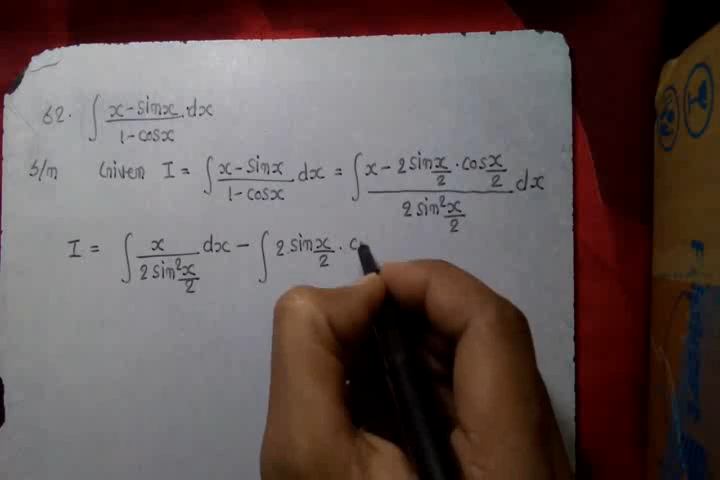 62. ∫ x-sinx/1-cosx . dx
S/n Given I = ∫ x-sinx/1-cosx dx = ∫ x - 2 sin x/2 . cos x/2 / 2 sin² x/2 dx
I = ∫ x/2 sin² x/2 dx - ∫ 2 sin x/2 . c